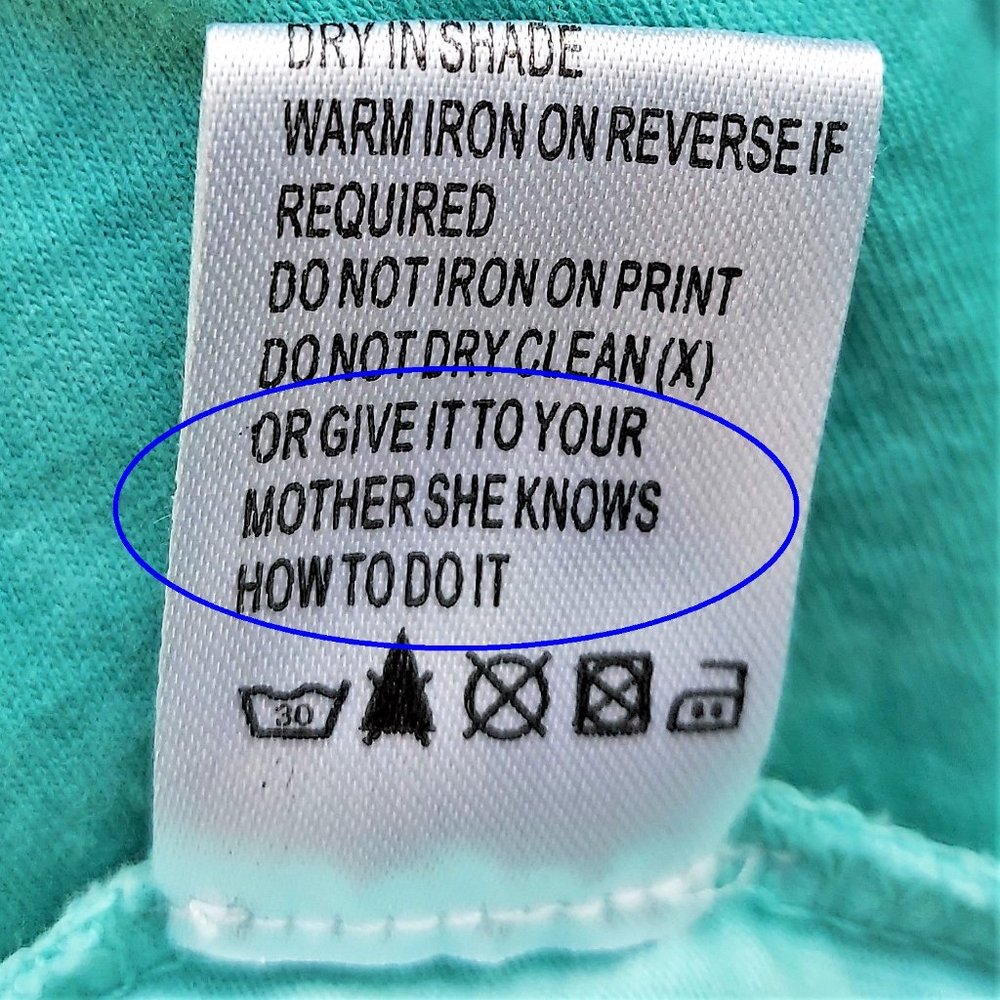 DRY IN SHADE
WARM IRON ON REVERSE IF
REQUIRED
DO NOT IRON ON PRINT
DO NOT DRY CLEAN (X)
OR GIVE IT TO YOUR
MOTHER SHE KNOWS
HOW TO DO IT
30